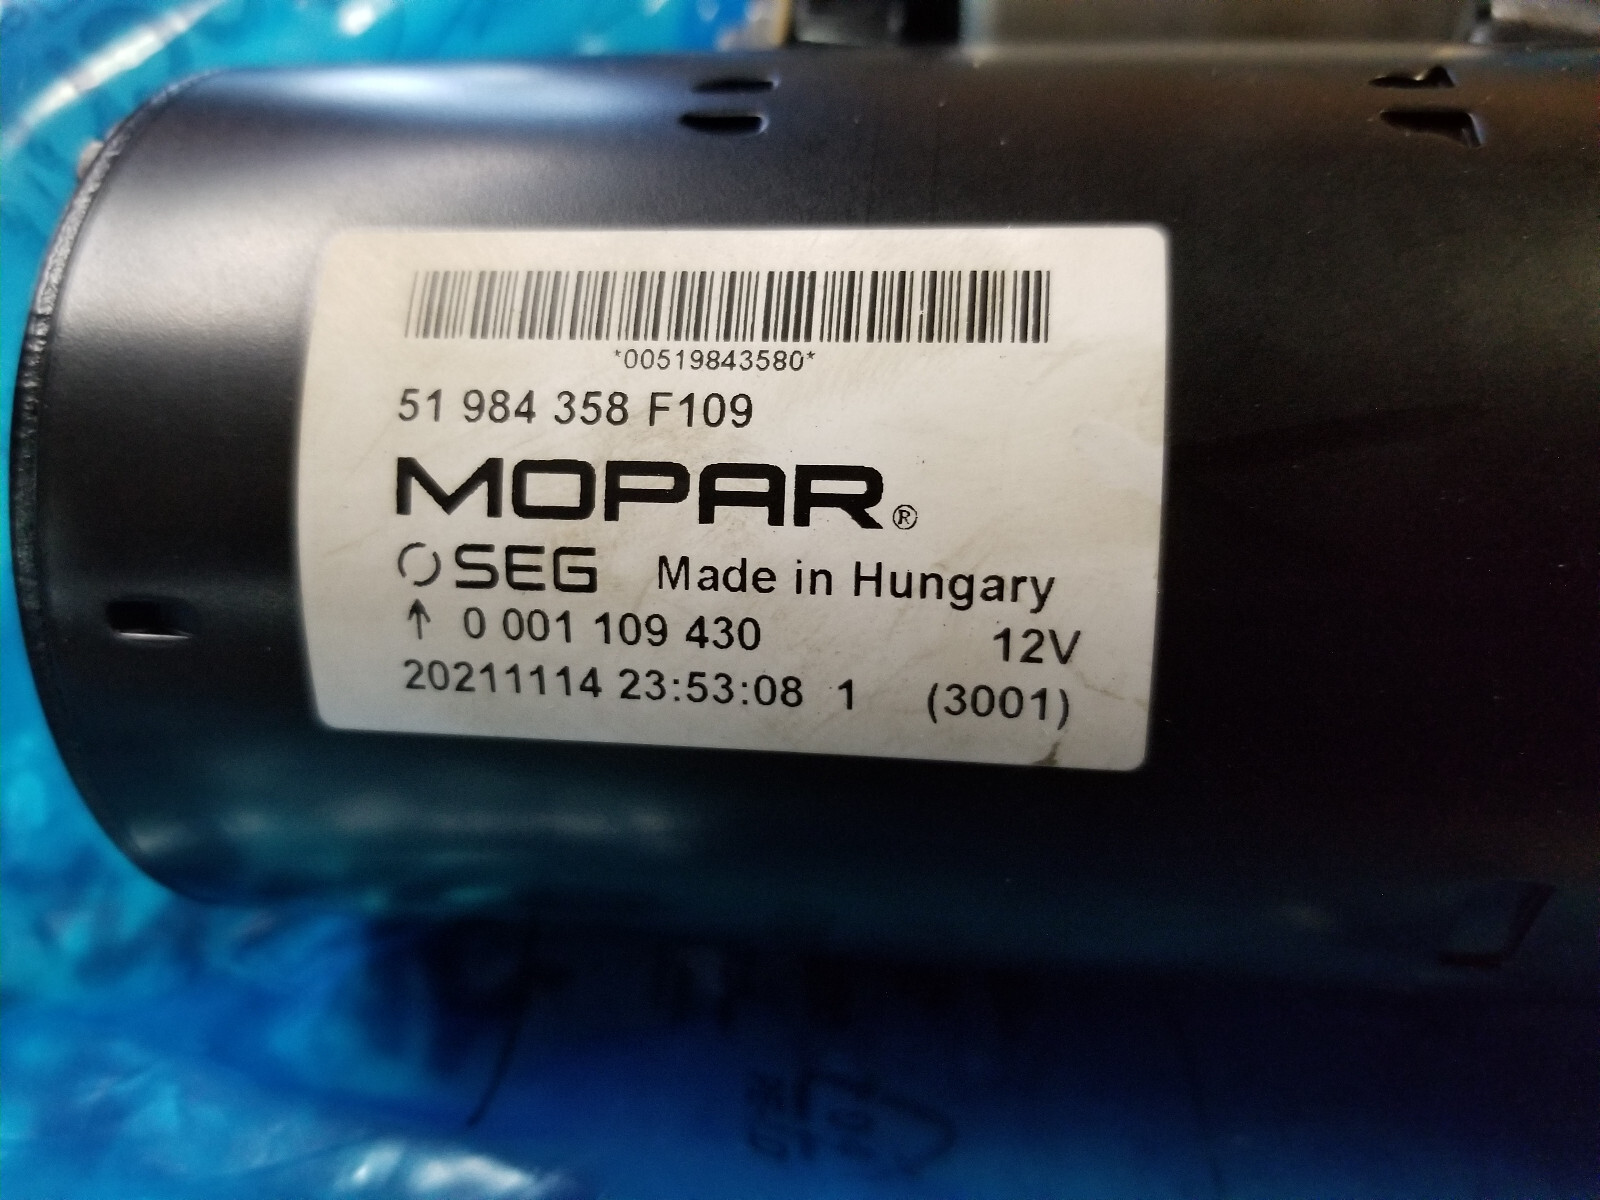 *00519843580*
51 984 358 F109
MOPAR®
SEG Made in Hungary
↑ 0 001 109 430 12V
20211114 23:53:08 1 (3001)